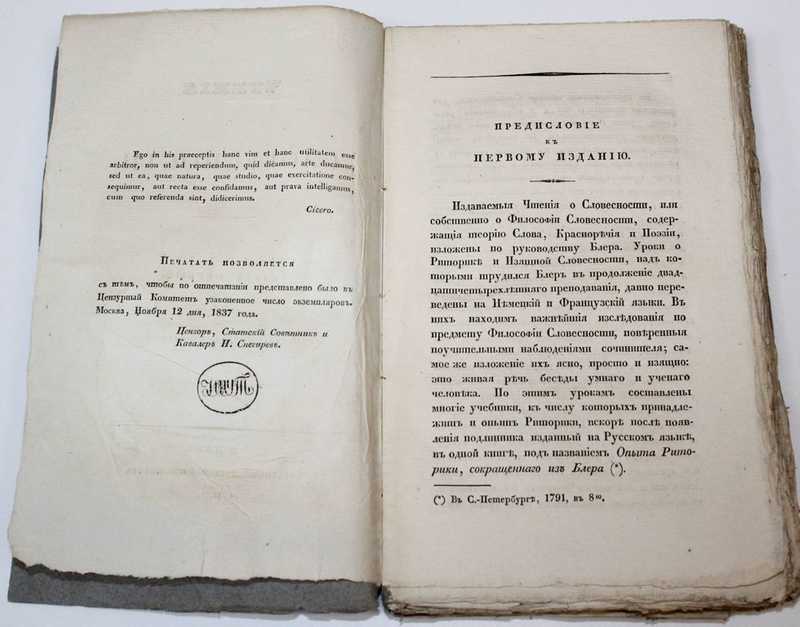 Ego in his præceptis hanc vim et hanc utilitatem esse
arbitror, non ut ad reperiendum, quid dicamus, arte ducamur,
sed ut ea, quae natura, quae studio, quae exercitatione con-
sequimur, aut recta esse confidamus, aut prava intelligamus,
cum quo referenda sint, didicerimus.
Cicero.
Печатать позволяется
съ тѣмъ, чтобы по отпечатаніи представлено было въ
Ценсурный Комитетъ узаконенное число экземпляровъ.
Москва, Ноября 12 дня, 1837 года.
Ценсоръ, Статскій Совѣтникъ и
Кавалеръ И. Снегиревъ.
ПРЕДИСЛОВІЕ
КЪ
ПЕРВОМУ ИЗДАНІЮ.
Издаваемыя Чтенія о Словесности, или
собственно о Философіи Словесности, содер-
жащія теорію Слова, Краснорѣчія и Поэзіи,
изложены по руководству Блера. Уроки о
Риторикѣ и Изящной Словесности, надъ ко-
торыми трудился Блеръ въ продолженіе двад-
цатичетырехлѣтняго преподаванія, давно пере-
ведены на Нѣмецкій и Французскій языки. Въ
нихъ находимъ важнѣйшія изслѣдованія по
предмету Философіи Словесности, повѣренныя
поучительными наблюденіями сочинителя; са-
мое же изложеніе ихъ ясно, просто и изящно:
это живая рѣчь бесѣды умнаго и ученаго
человѣка. По этимъ урокамъ составлены
многіе учебники, къ числу которыхъ принадле-
житъ и опытъ Риторики, вскорѣ послѣ появ-
ленія подлинника изданный на Русскомъ языкѣ,
въ одной книгѣ, подъ названіемъ Опыта Рито-
рики, сокращеннаго изъ Блера (*).
(*) Въ С.-Петербургѣ, 1791, въ 8ю.